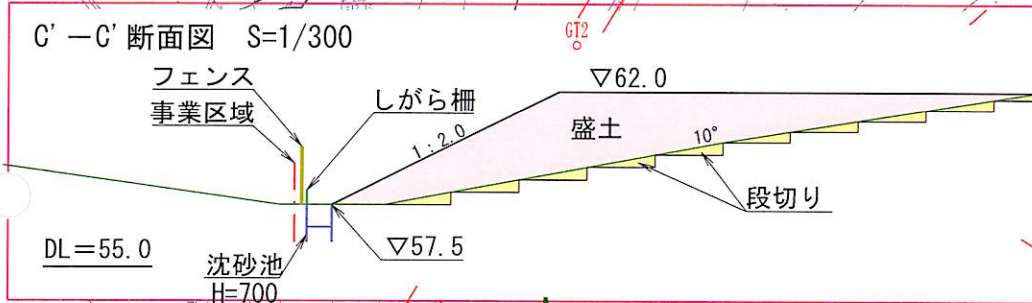 C'－C'断面図　S=1/300
GT2
フェンス
事業区域
しがら柵
▽62.0
1：2.0
盛土
10°
段切り
DL＝55.0
沈砂池
H=700
▽57.5